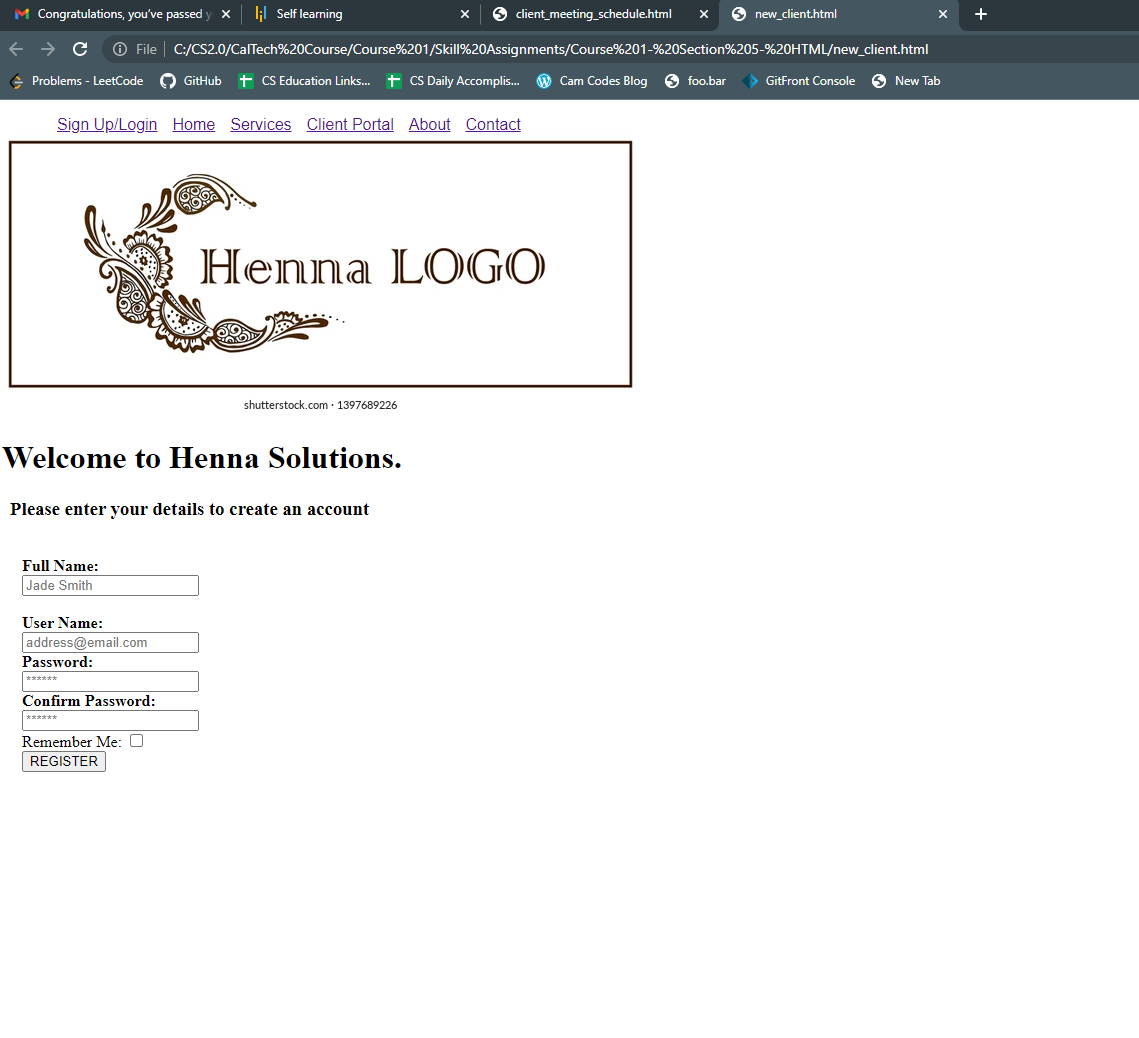 Congratulations, you've passed y
Self learning
client_meeting_schedule.html
new_client.html
File
C:/CS2.0/CalTech%20Course/Course%201/Skill%20Assignments/Course%201-%20Section%205-%20HTML/new_client.html
Problems - LeetCode
GitHub
CS Education Links...
CS Daily Accomplis...
Cam Codes Blog
foo.bar
GitFront Console
New Tab
Sign Up/Login Home Services Client Portal About Contact
Henna LOGO
shutterstock.com · 1397689226
Welcome to Henna Solutions.
Please enter your details to create an account
Full Name:
Jade Smith
User Name:
address@email.com
Password:
******
Confirm Password:
******
Remember Me:
REGISTER